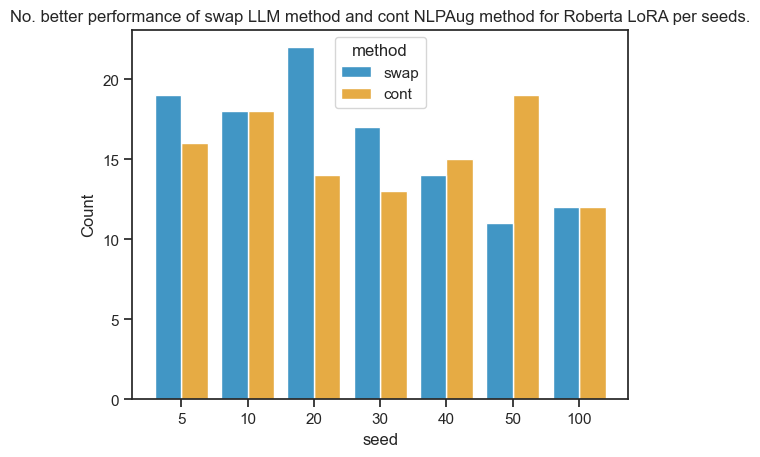 No. better performance of swap LLM method and cont NLPAug method for Roberta LoRA per seeds.
method
swap
cont
Count
20
15
10
5
0
5 10 20 30 40 50 100
seed